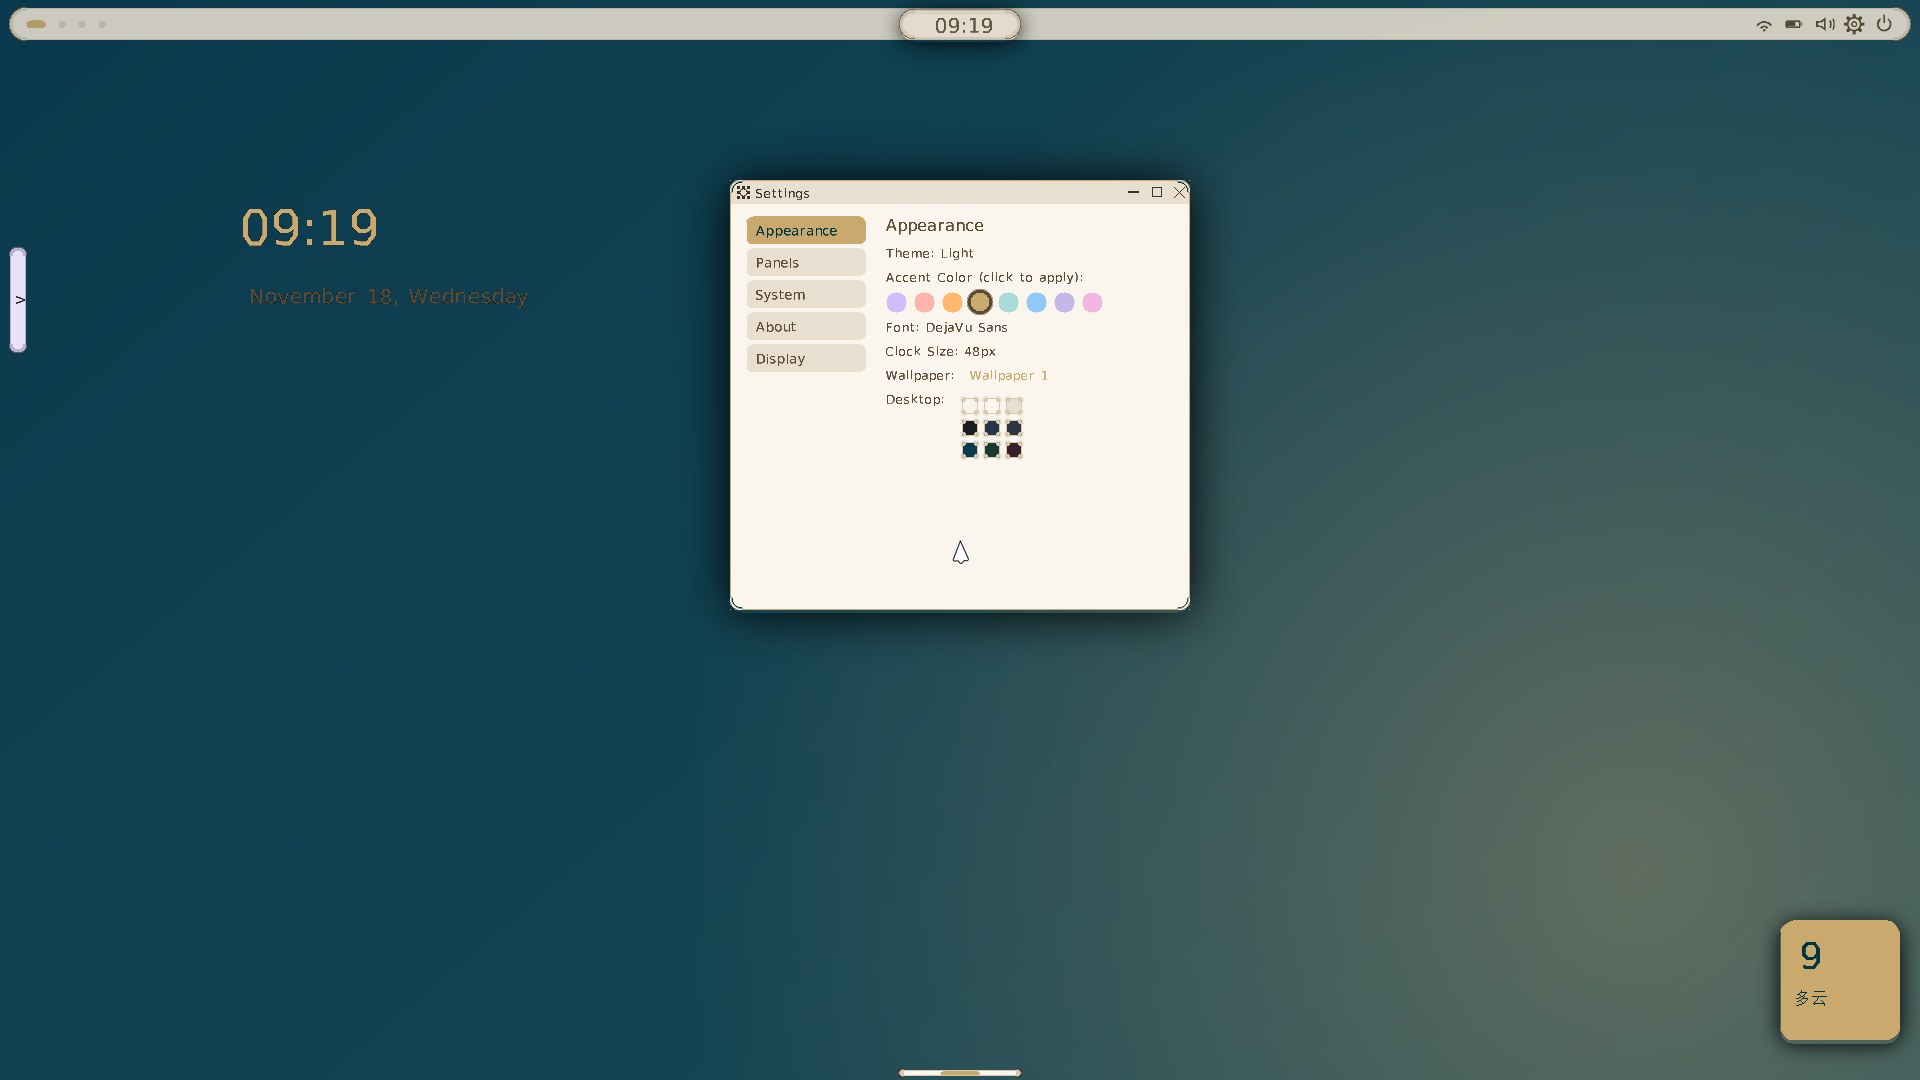 09:19
09:19
November 18, Wednesday
>
Settings
Appearance
Panels
System
About
Display
Appearance
Theme: Light
Accent Color (click to apply):
Font: DejaVu Sans
Clock Size: 48px
Wallpaper: Wallpaper 1
Desktop:
9
多云